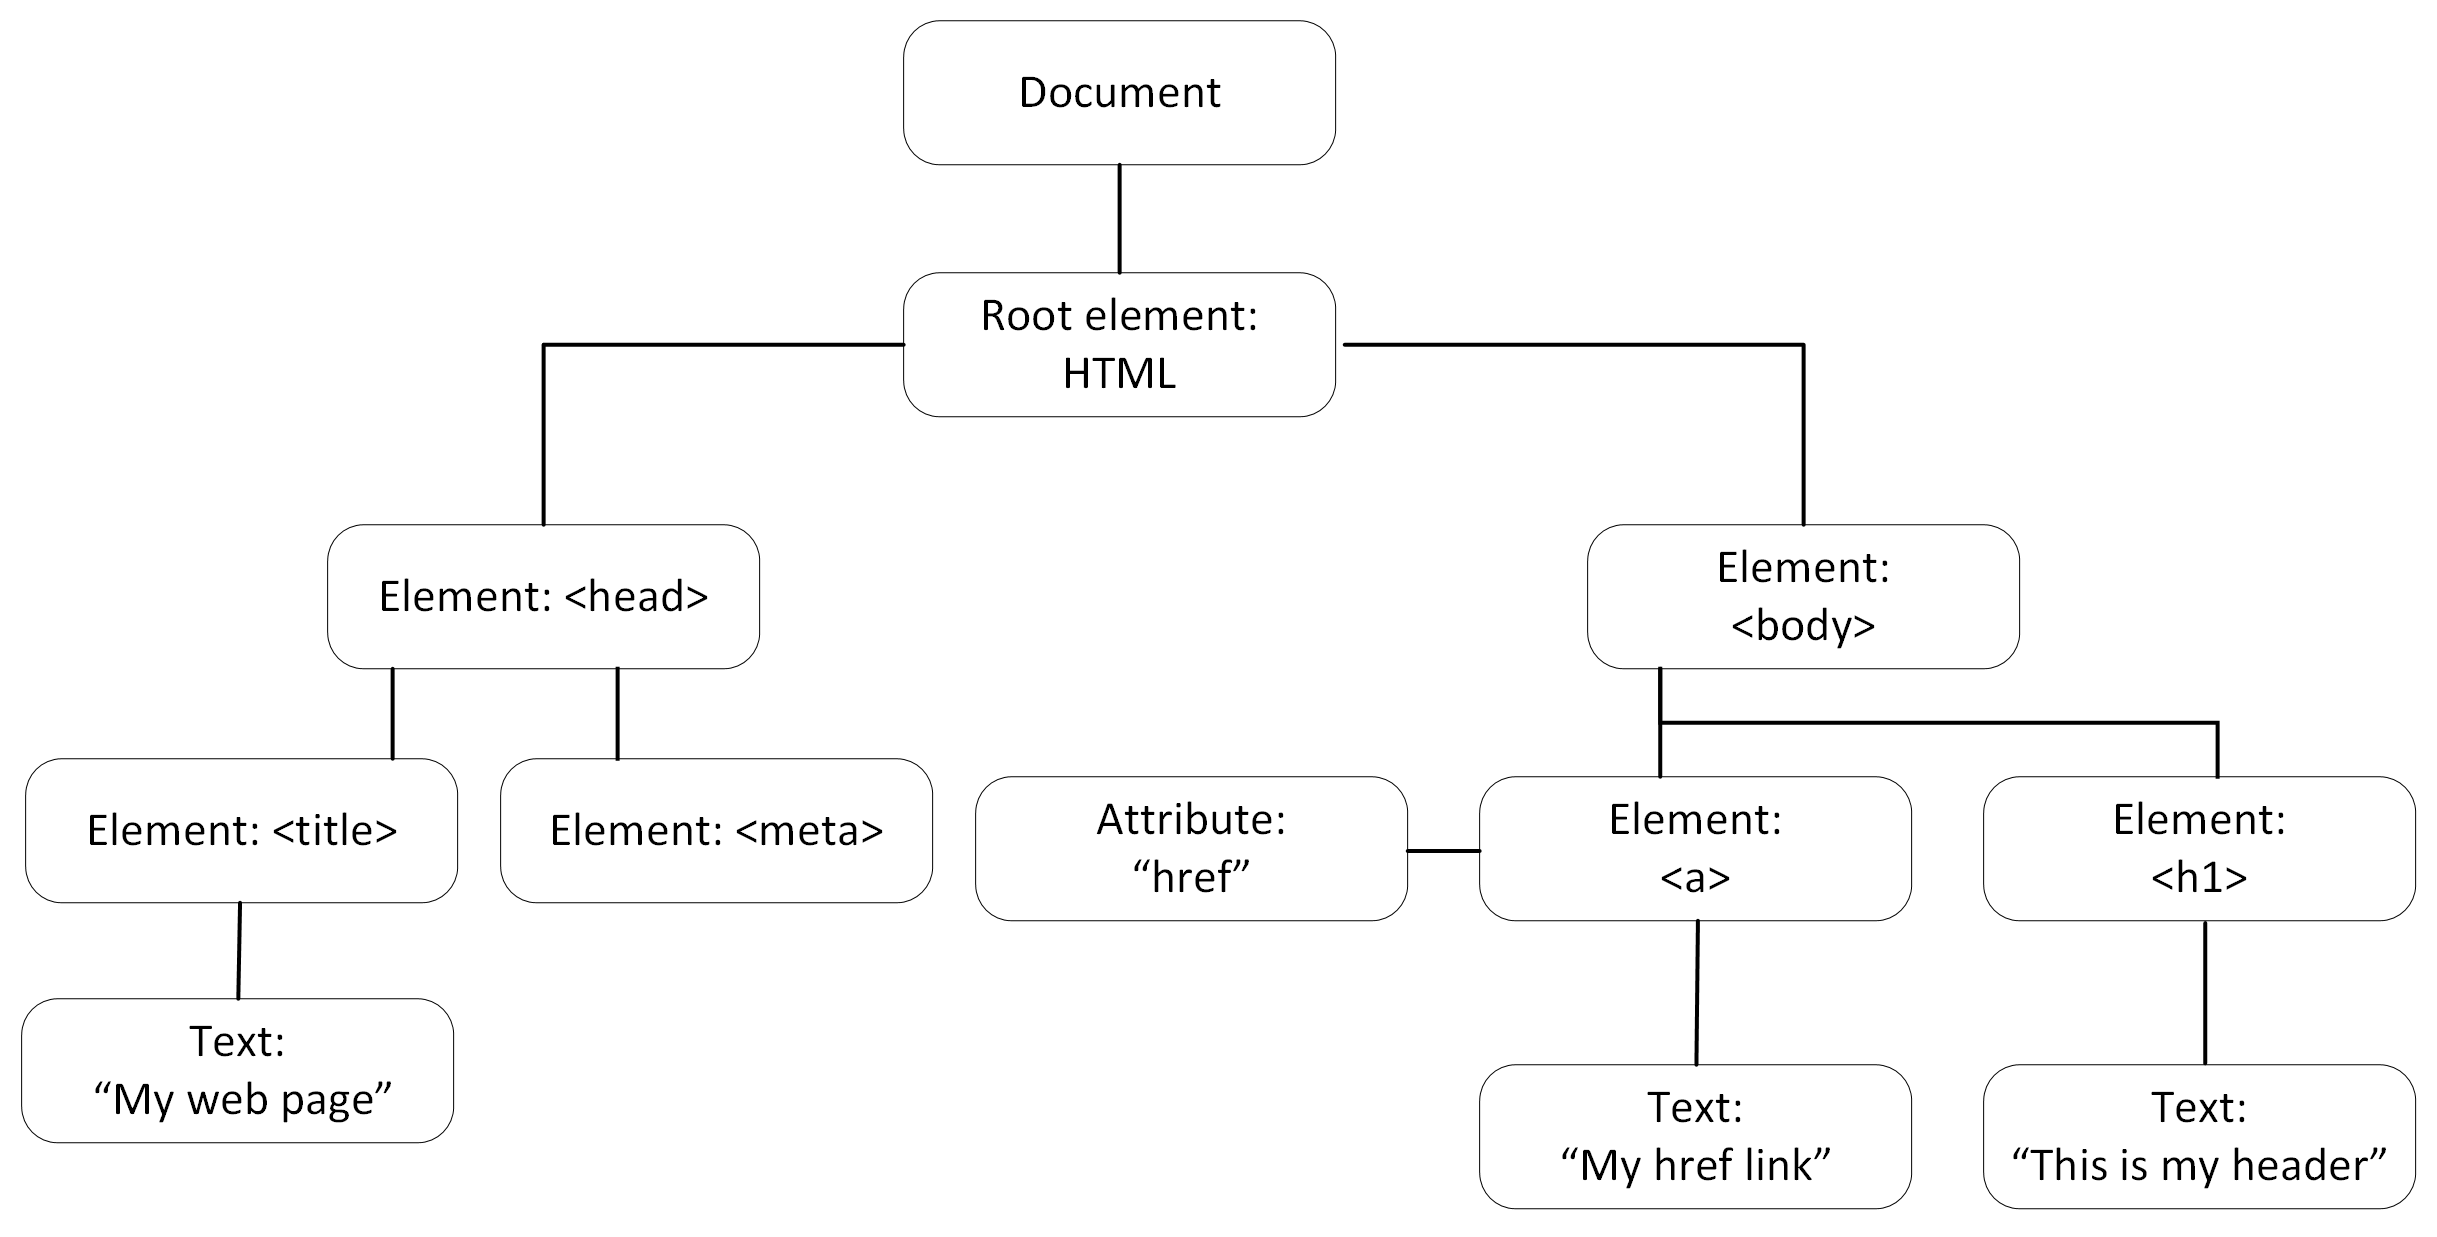 Document
Root element:
HTML
Element: <head>
Element:
<body>
Element: <title>
Element: <meta>
Attribute:
“href”
Element:
<a>
Element:
<h1>
Text:
“My web page”
Text:
“My href link”
Text:
“This is my header”